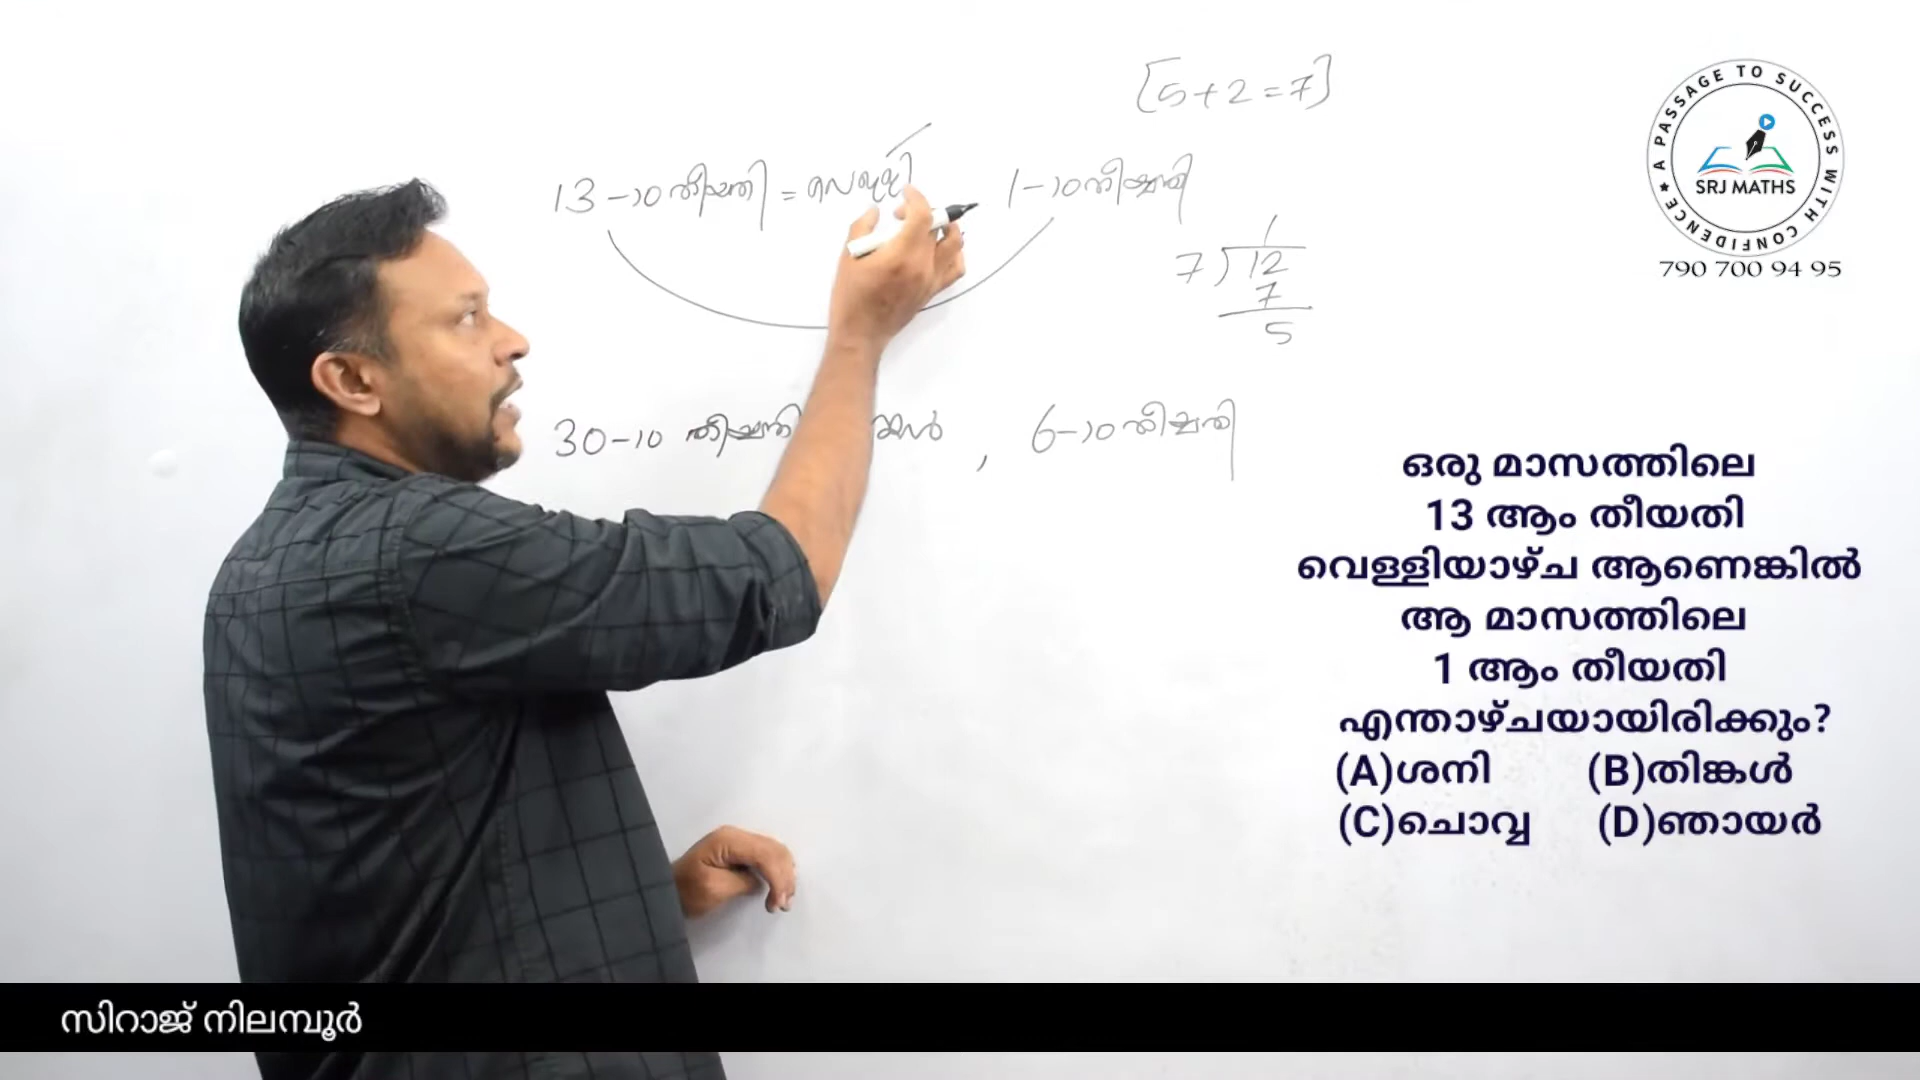 [5+2=7]
A PASSAGE TO SUCCESS WITH CONFIDENCE
SRJ MATHS
790 700 94 95
13-ാം തീയതി = വെള്ളി
1-ാം തീയതി
1
7) 12
7
5
30-ാം തീയതി
6-ാം തീയതി
ഒരു മാസത്തിലെ
13 ആം തീയതി
വെള്ളിയാഴ്ച ആണെങ്കിൽ
ആ മാസത്തിലെ
1 ആം തീയതി
എന്താഴ്ചയായിരിക്കും?
(A)ശനി (B)തിങ്കൾ
(C)ചൊവ്വ (D)ഞായർ
സിറാജ് നിലമ്പൂർ